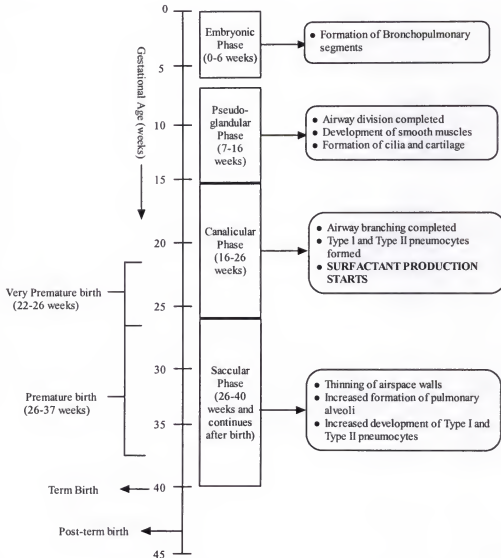 0
5
10
15
20
25
30
35
40
45
Gestational Age (weeks)
Very Premature birth
(22-26 weeks)
Premature birth
(26-37 weeks)
Term Birth
Post-term birth
Embryonic
Phase
(0-6 weeks)
• Formation of Bronchopulmonary
segments
Pseudo-
glandular
Phase
(7-16
weeks)
• Airway division completed
• Development of smooth muscles
• Formation of cilia and cartilage
Canalicular
Phase
(16-26
weeks)
• Airway branching completed
• Type I and Type II pneumocytes
formed
• SURFACTANT PRODUCTION
STARTS
Saccular
Phase
(26-40
weeks and
continues
after birth)
• Thinning of airspace walls
• Increased formation of pulmonary
alveoli
• Increased development of Type I and
Type II pneumocytes